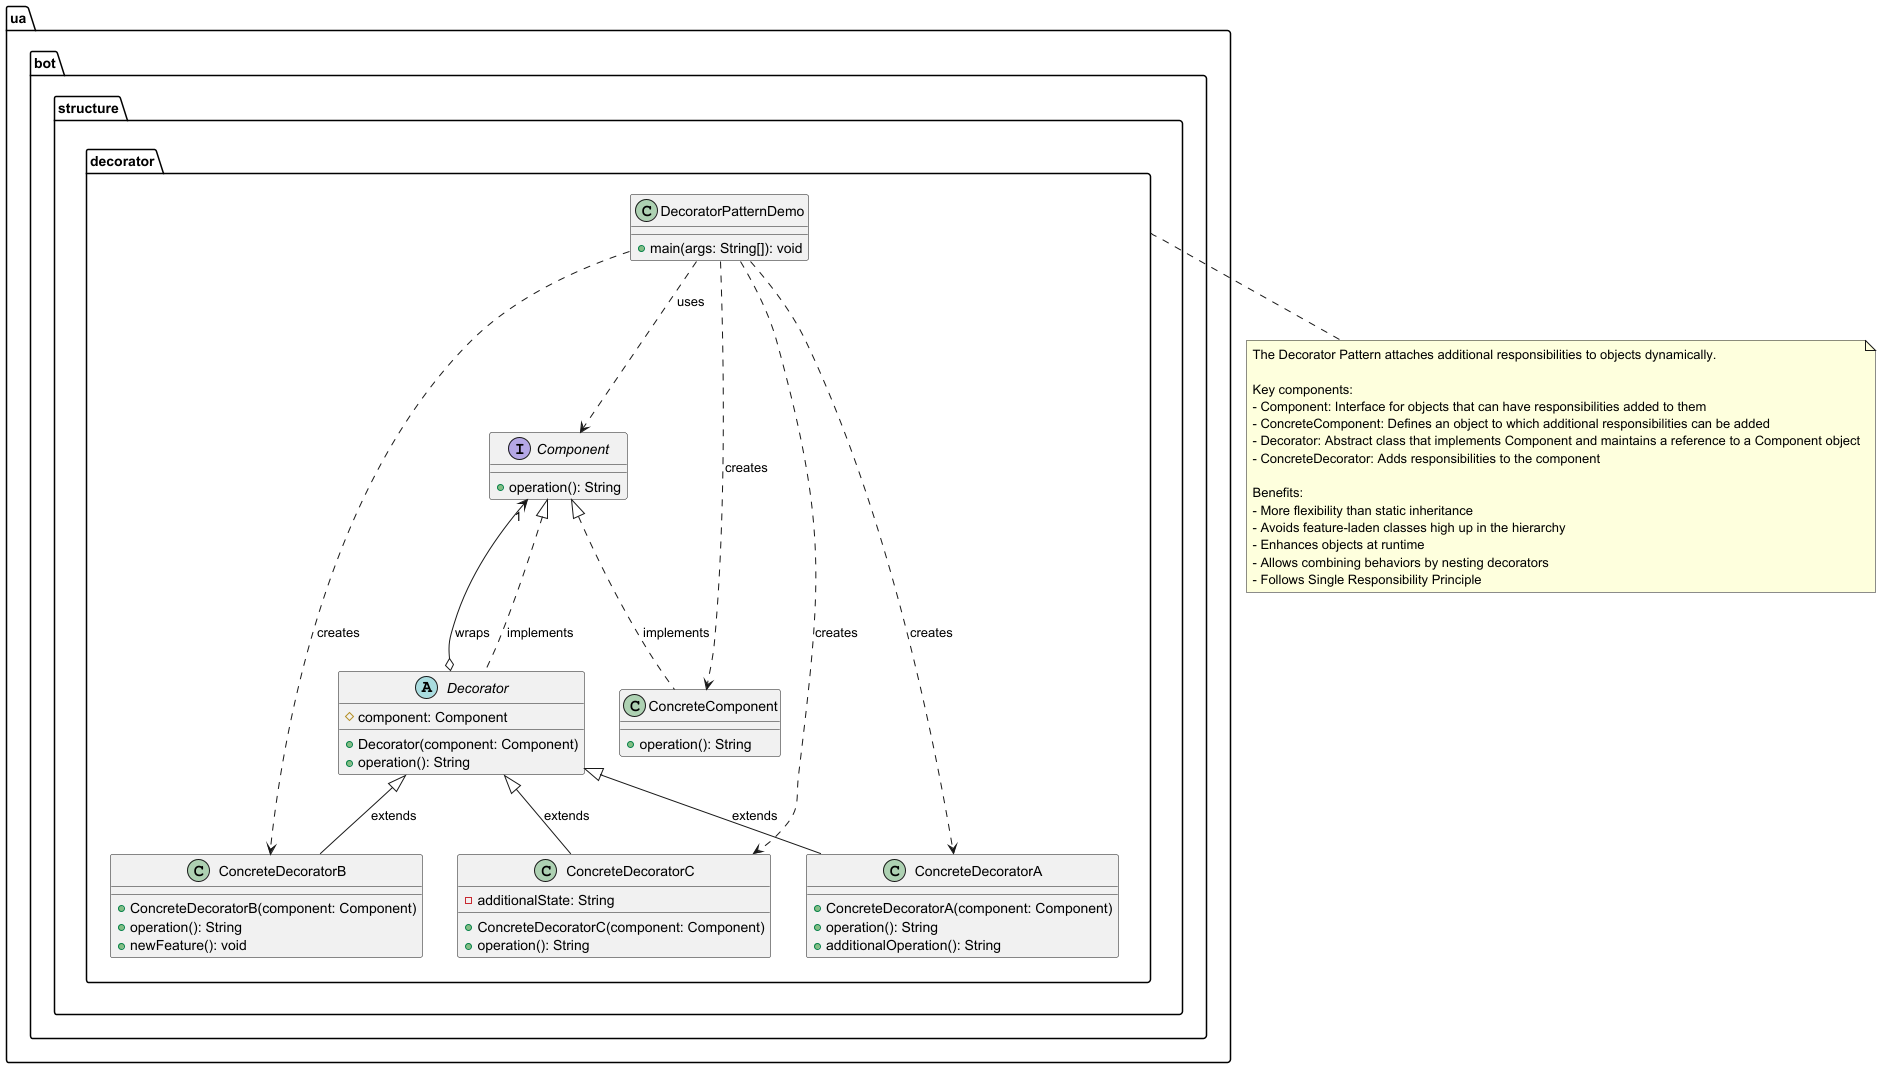 ua
bot
structure
decorator
C DecoratorPatternDemo
main(args: String[]): void
uses
I Component
operation(): String
1
creates
The Decorator Pattern attaches additional responsibilities to objects dynamically.
Key components:
- Component: Interface for objects that can have responsibilities added to them
- ConcreteComponent: Defines an object to which additional responsibilities can be added
- Decorator: Abstract class that implements Component and maintains a reference to a Component object
- ConcreteDecorator: Adds responsibilities to the component
Benefits:
- More flexibility than static inheritance
- Avoids feature-laden classes high up in the hierarchy
- Enhances objects at runtime
- Allows combining behaviors by nesting decorators
- Follows Single Responsibility Principle
creates
wraps
implements
implements
creates
creates
A Decorator
component: Component
Decorator(component: Component)
operation(): String
C ConcreteComponent
operation(): String
extends
extends
extends
C ConcreteDecoratorB
ConcreteDecoratorB(component: Component)
operation(): String
newFeature(): void
C ConcreteDecoratorC
additionalState: String
ConcreteDecoratorC(component: Component)
operation(): String
C ConcreteDecoratorA
ConcreteDecoratorA(component: Component)
operation(): String
additionalOperation(): String